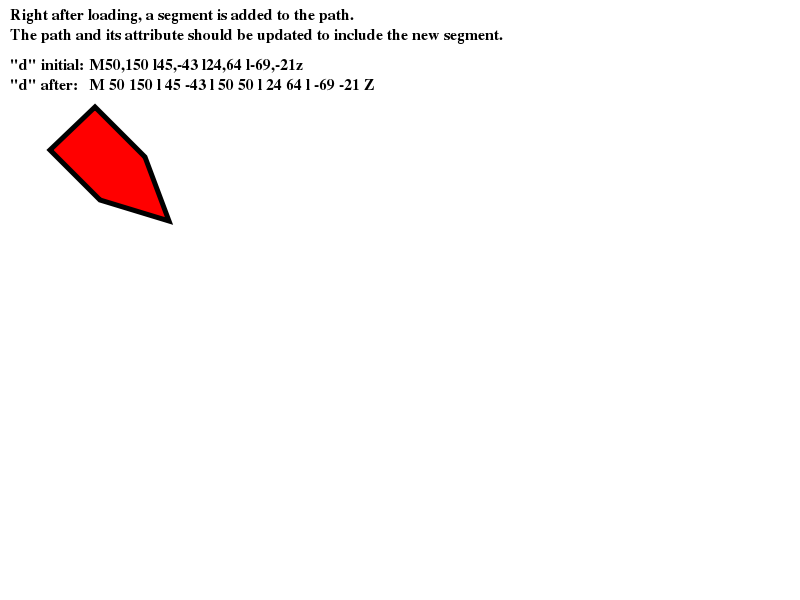 Right after loading, a segment is added to the path.
The path and its attribute should be updated to include the new segment.
"d" initial: M50,150 l45,-43 l24,64 l-69,-21z
"d" after: M 50 150 l 45 -43 l 50 50 l 24 64 l -69 -21 Z